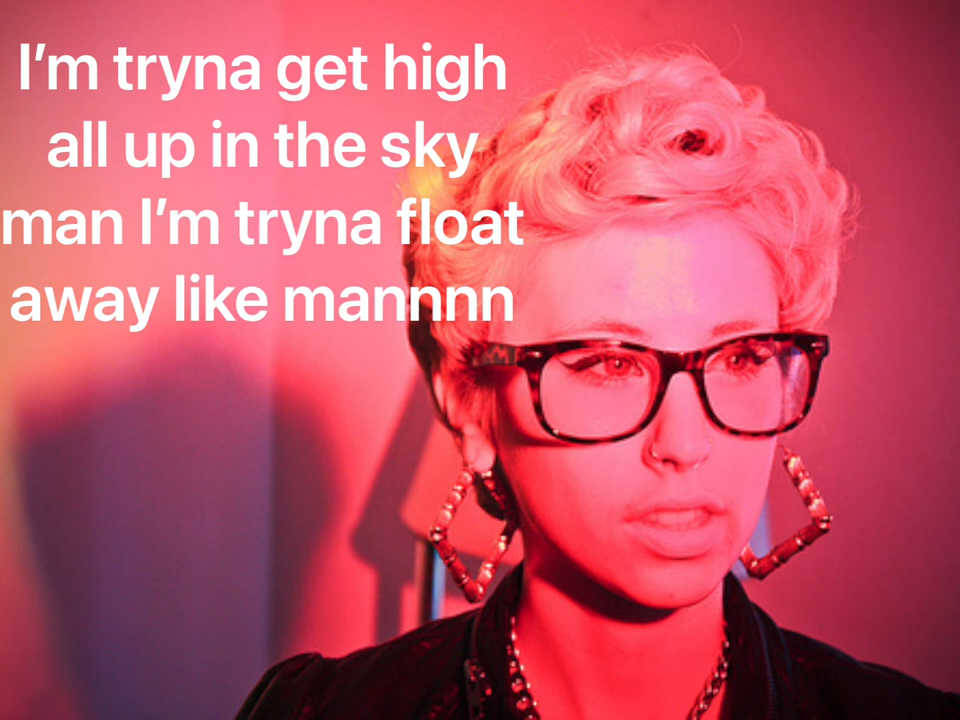 I’m tryna get high
all up in the sky
man I’m tryna float
away like mannnn